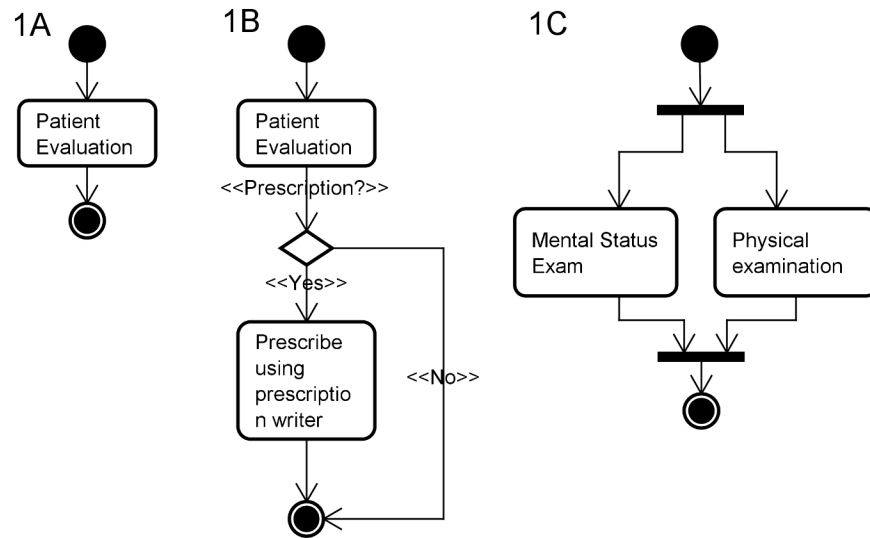 1A
Patient
Evaluation
1B
Patient
Evaluation
<<Prescription?>>
<<Yes>>
Prescribe
using
prescriptio
n writer
<<No>>
1C
Mental Status
Exam
Physical
examination